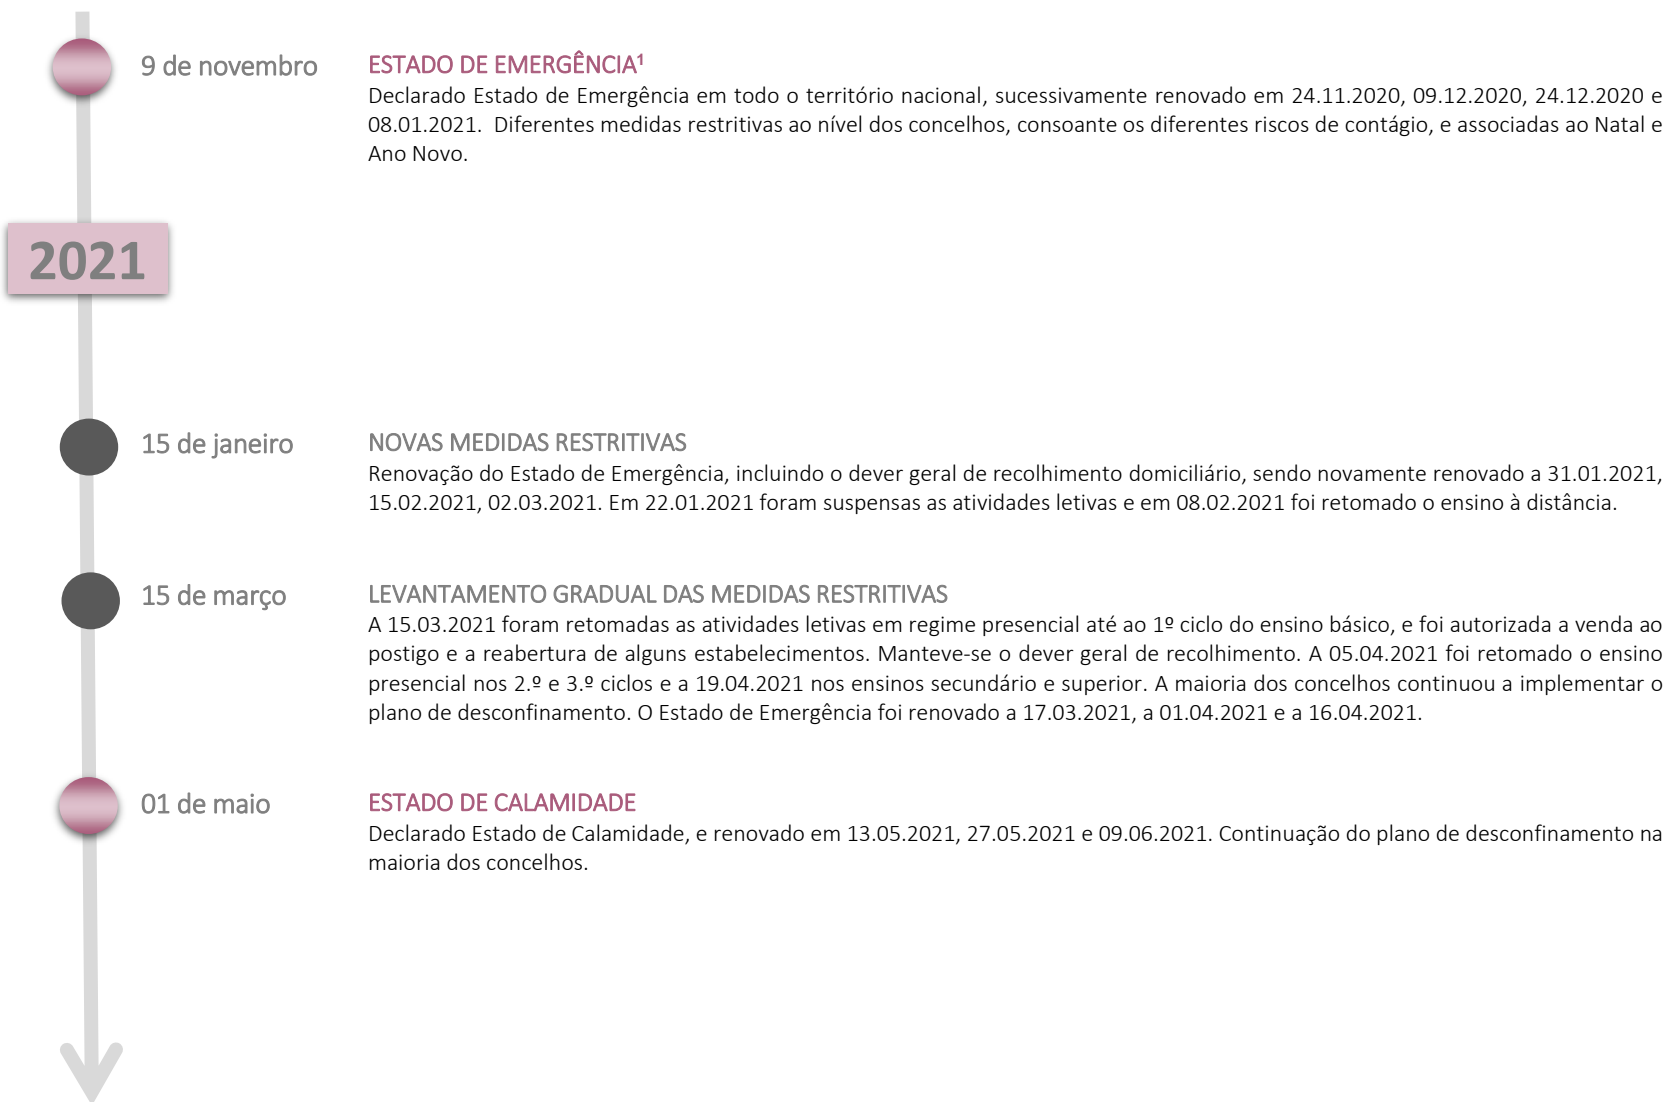 9 de novembro
ESTADO DE EMERGÊNCIA¹
Declarado Estado de Emergência em todo o território nacional, sucessivamente renovado em 24.11.2020, 09.12.2020, 24.12.2020 e
08.01.2021. Diferentes medidas restritivas ao nível dos concelhos, consoante os diferentes riscos de contágio, e associadas ao Natal e
Ano Novo.
2021
15 de janeiro
NOVAS MEDIDAS RESTRITIVAS
Renovação do Estado de Emergência, incluindo o dever geral de recolhimento domiciliário, sendo novamente renovado a 31.01.2021,
15.02.2021, 02.03.2021. Em 22.01.2021 foram suspensas as atividades letivas e em 08.02.2021 foi retomado o ensino à distância.
15 de março
LEVANTAMENTO GRADUAL DAS MEDIDAS RESTRITIVAS
A 15.03.2021 foram retomadas as atividades letivas em regime presencial até ao 1º ciclo do ensino básico, e foi autorizada a venda ao
postigo e a reabertura de alguns estabelecimentos. Manteve-se o dever geral de recolhimento. A 05.04.2021 foi retomado o ensino
presencial nos 2.º e 3.º ciclos e a 19.04.2021 nos ensinos secundário e superior. A maioria dos concelhos continuou a implementar o
plano de desconfinamento. O Estado de Emergência foi renovado a 17.03.2021, a 01.04.2021 e a 16.04.2021.
01 de maio
ESTADO DE CALAMIDADE
Declarado Estado de Calamidade, e renovado em 13.05.2021, 27.05.2021 e 09.06.2021. Continuação do plano de desconfinamento na
maioria dos concelhos.